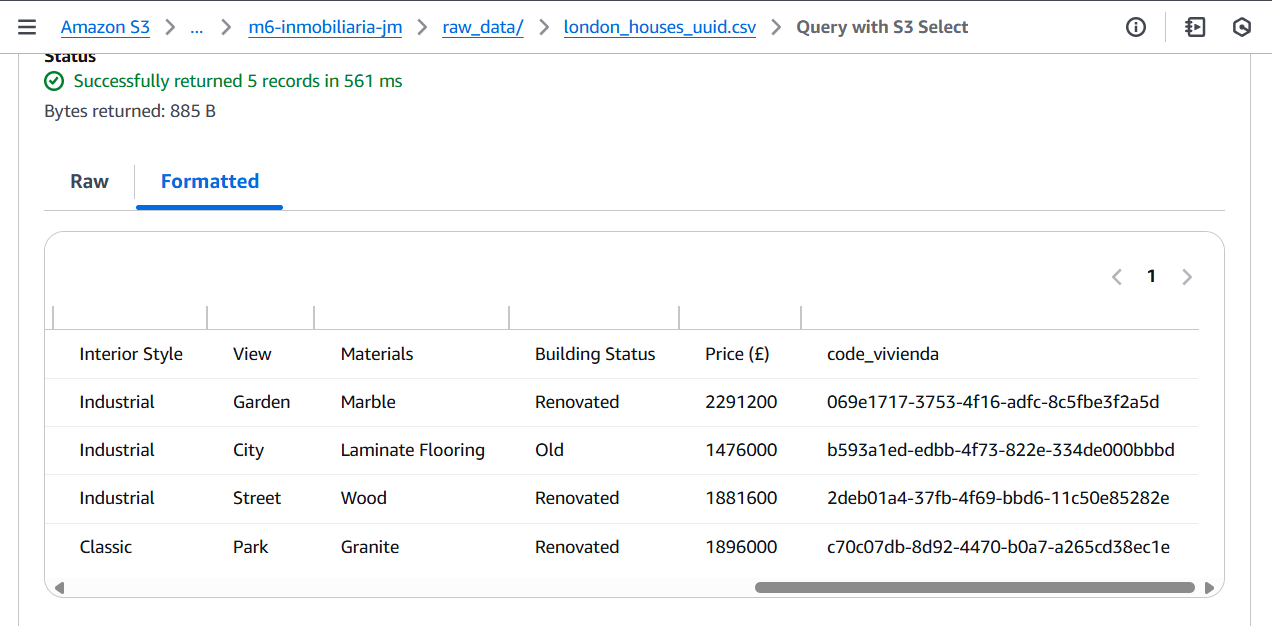 Amazon S3 > ... > m6-inmobiliaria-jm > raw_data/ > london_houses_uuid.csv > Query with S3 Select
Status
Successfully returned 5 records in 561 ms
Bytes returned: 885 B
Raw Formatted
1
Interior Style View Materials Building Status Price (£) code_vivienda
Industrial Garden Marble Renovated 2291200 069e1717-3753-4f16-adfc-8c5fbe3f2a5d
Industrial City Laminate Flooring Old 1476000 b593a1ed-edbb-4f73-822e-334de000bbbd
Industrial Street Wood Renovated 1881600 2deb01a4-37fb-4f69-bbd6-11c50e85282e
Classic Park Granite Renovated 1896000 c70c07db-8d92-4470-b0a7-a265cd38ec1e